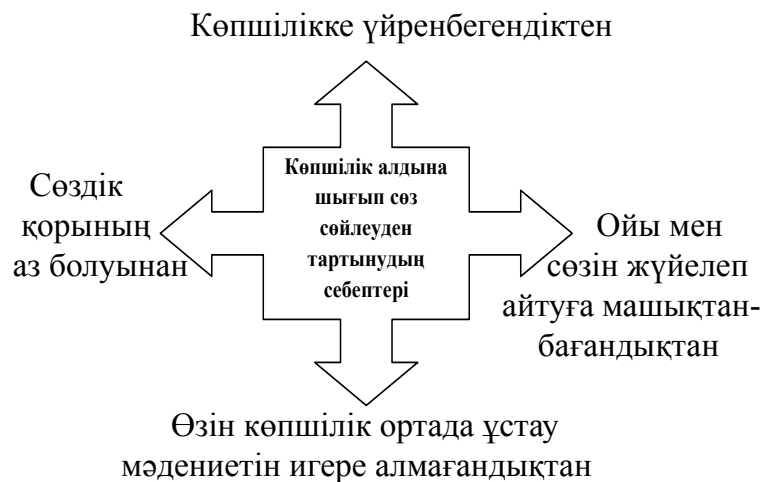 Көпшілікке үйренбегендіктен
Көпшілік алдына
шығып сөз
сөйлеуден
тартынудың
себептері
Сөздік
қорының
аз болуынан
Ойы мен
сөзін жүйелеп
айтуға машықтан-
бағандықтан
Өзін көпшілік ортада ұстау
мәдениетін игере алмағандықтан